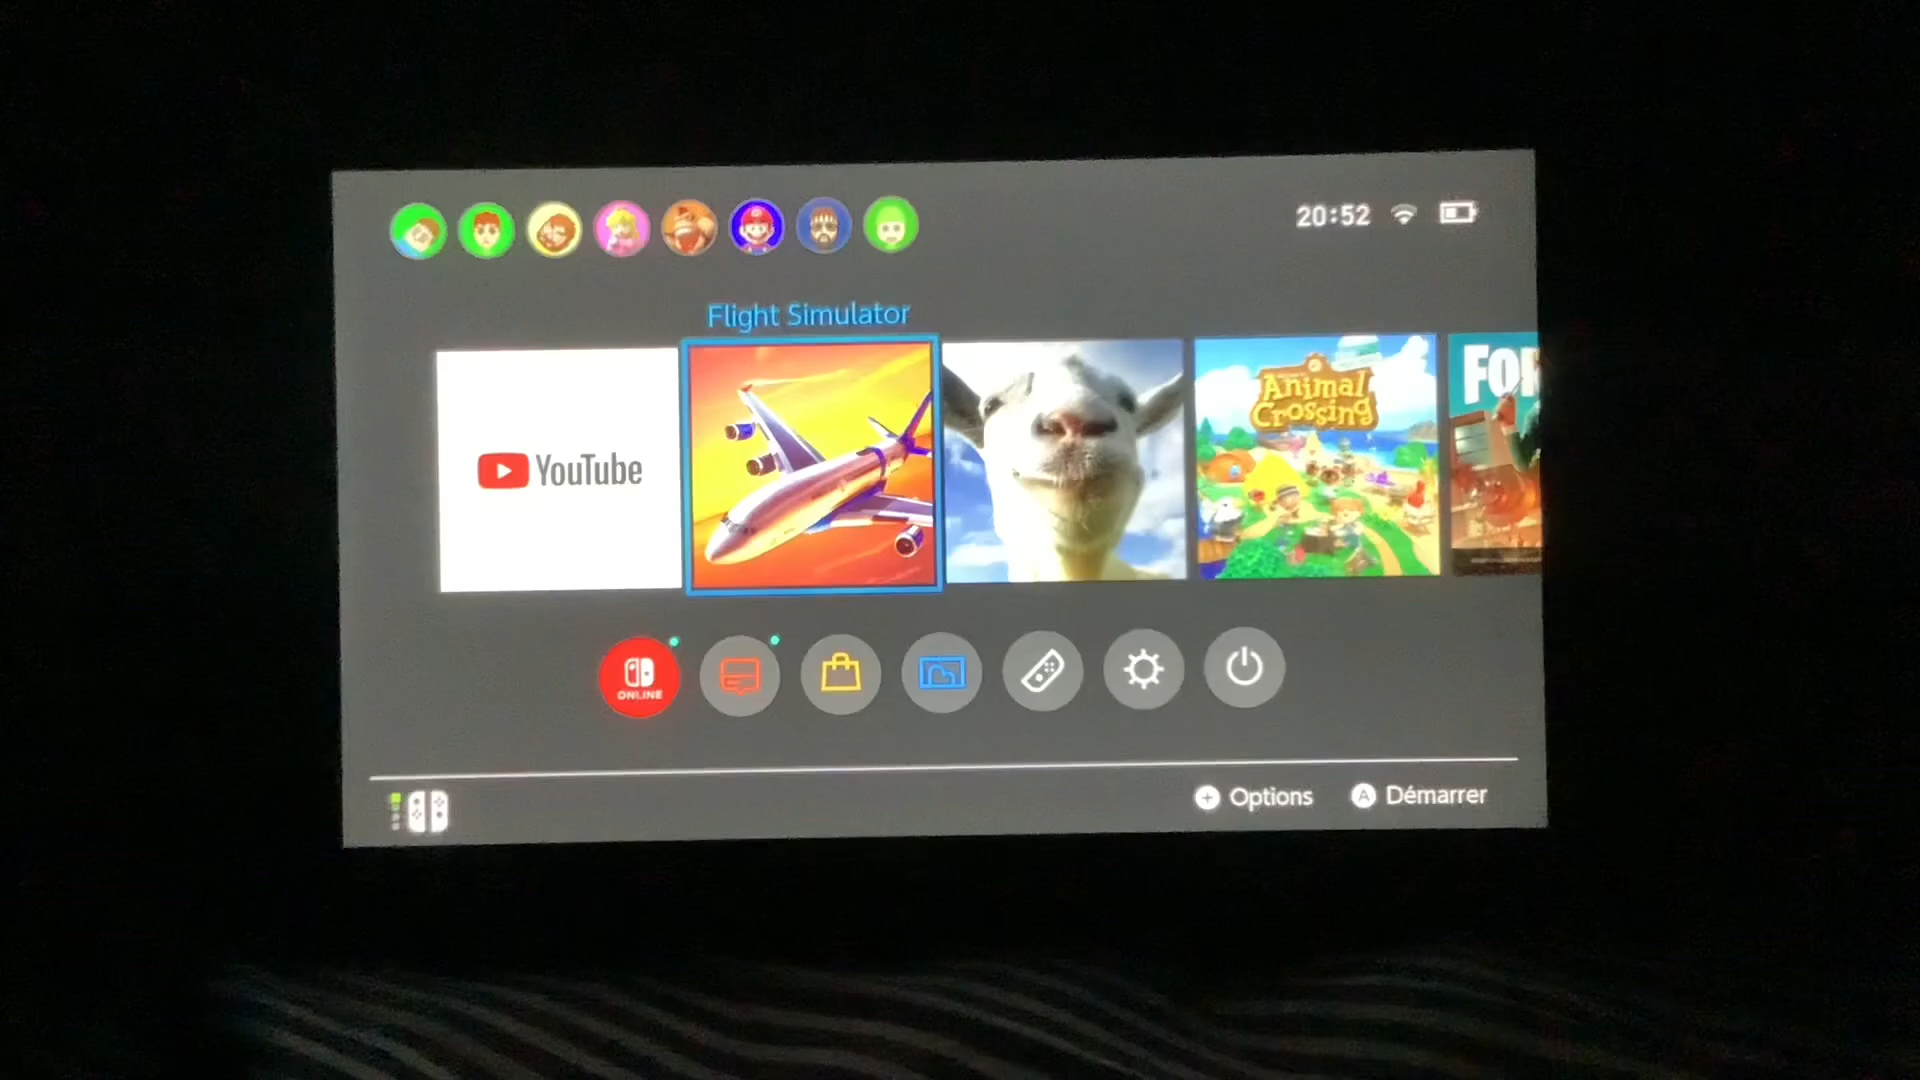 20:52
Flight Simulator
YouTube
Animal
Crossing
FOR
ONLINE
Options
A Démarrer